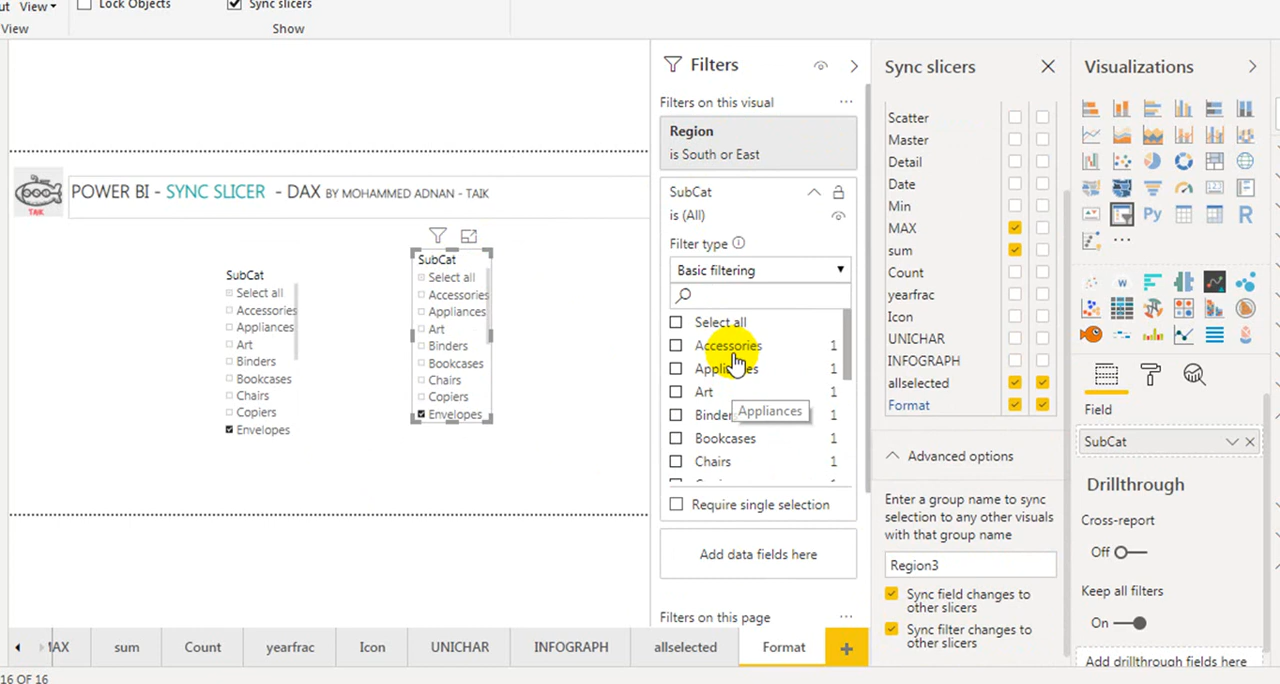 ut View
Lock Objects
Sync slicers
View
Show
TAIK
POWER BI - SYNC SLICER - DAX BY MOHAMMED ADNAN - TAIK
SubCat
Select all
Accessories
Appliances
Art
Binders
Bookcases
Chairs
Copiers
Envelopes
SubCat
Select all
Accessories
Appliances
Art
Binders
Bookcases
Chairs
Copiers
Envelopes
Filters
Filters on this visual ...
Region
is South or East
SubCat
is (All)
Filter type
Basic filtering
Select all
Accessories 1
Appliances 1
Art 1
Binders 1
Appliances
Bookcases 1
Chairs 1
Require single selection
Add data fields here
Filters on this page ...
Sync slicers
Scatter
Master
Detail
Date
Min
MAX
sum
Count
yearfrac
Icon
UNICHAR
INFOGRAPH
allselected
Format
Advanced options
Enter a group name to sync
selection to any other visuals
with that group name
Region3
Sync field changes to
other slicers
Sync filter changes to
other slicers
Visualizations
Py
R
...
Field
SubCat
Drillthrough
Cross-report
Off
Keep all filters
On
Add drillthrough fields here
MAX
sum
Count
yearfrac
Icon
UNICHAR
INFOGRAPH
allselected
Format
16 OF 16